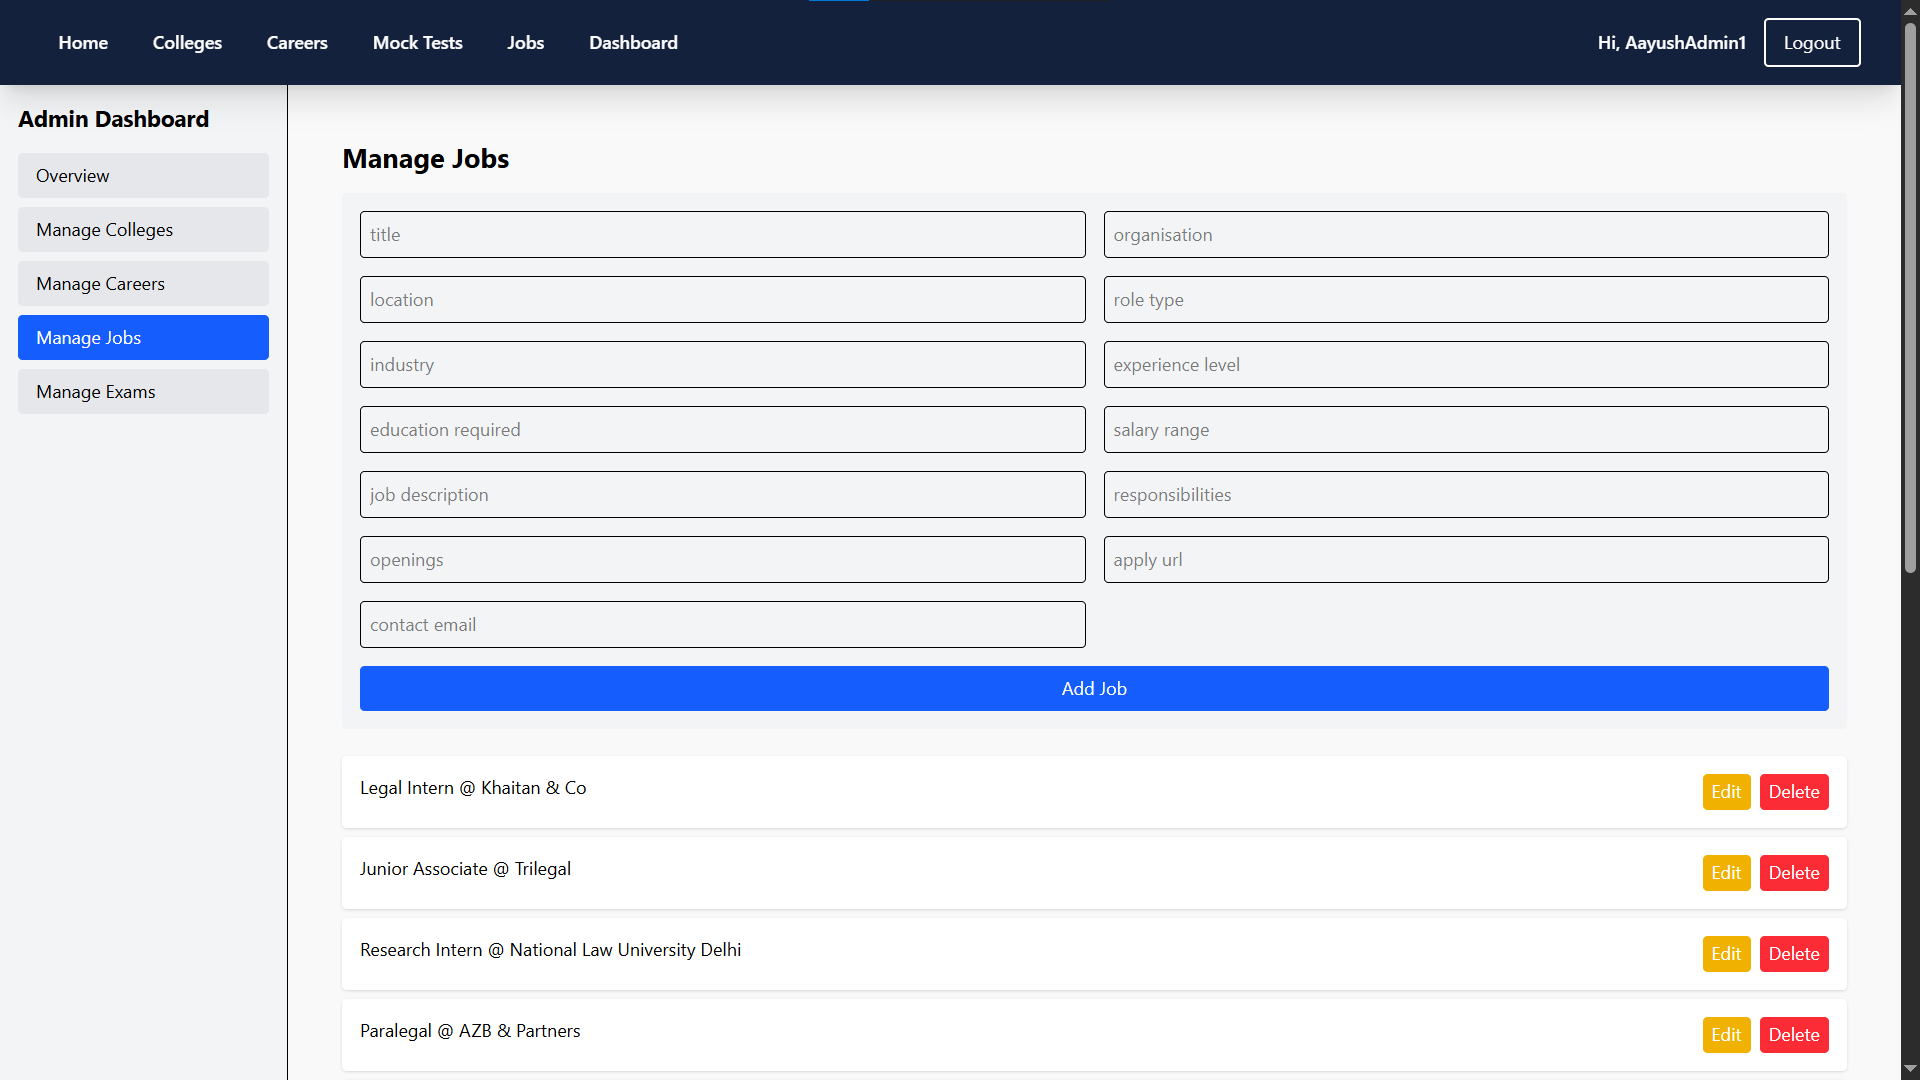 Home Colleges Careers Mock Tests Jobs Dashboard Hi, AayushAdmin1 Logout
Admin Dashboard
Overview
Manage Colleges
Manage Careers
Manage Jobs
Manage Exams
Manage Jobs
title organisation
location role type
industry experience level
education required salary range
job description responsibilities
openings apply url
contact email
Add Job
Legal Intern @ Khaitan & Co Edit Delete
Junior Associate @ Trilegal Edit Delete
Research Intern @ National Law University Delhi Edit Delete
Paralegal @ AZB & Partners Edit Delete